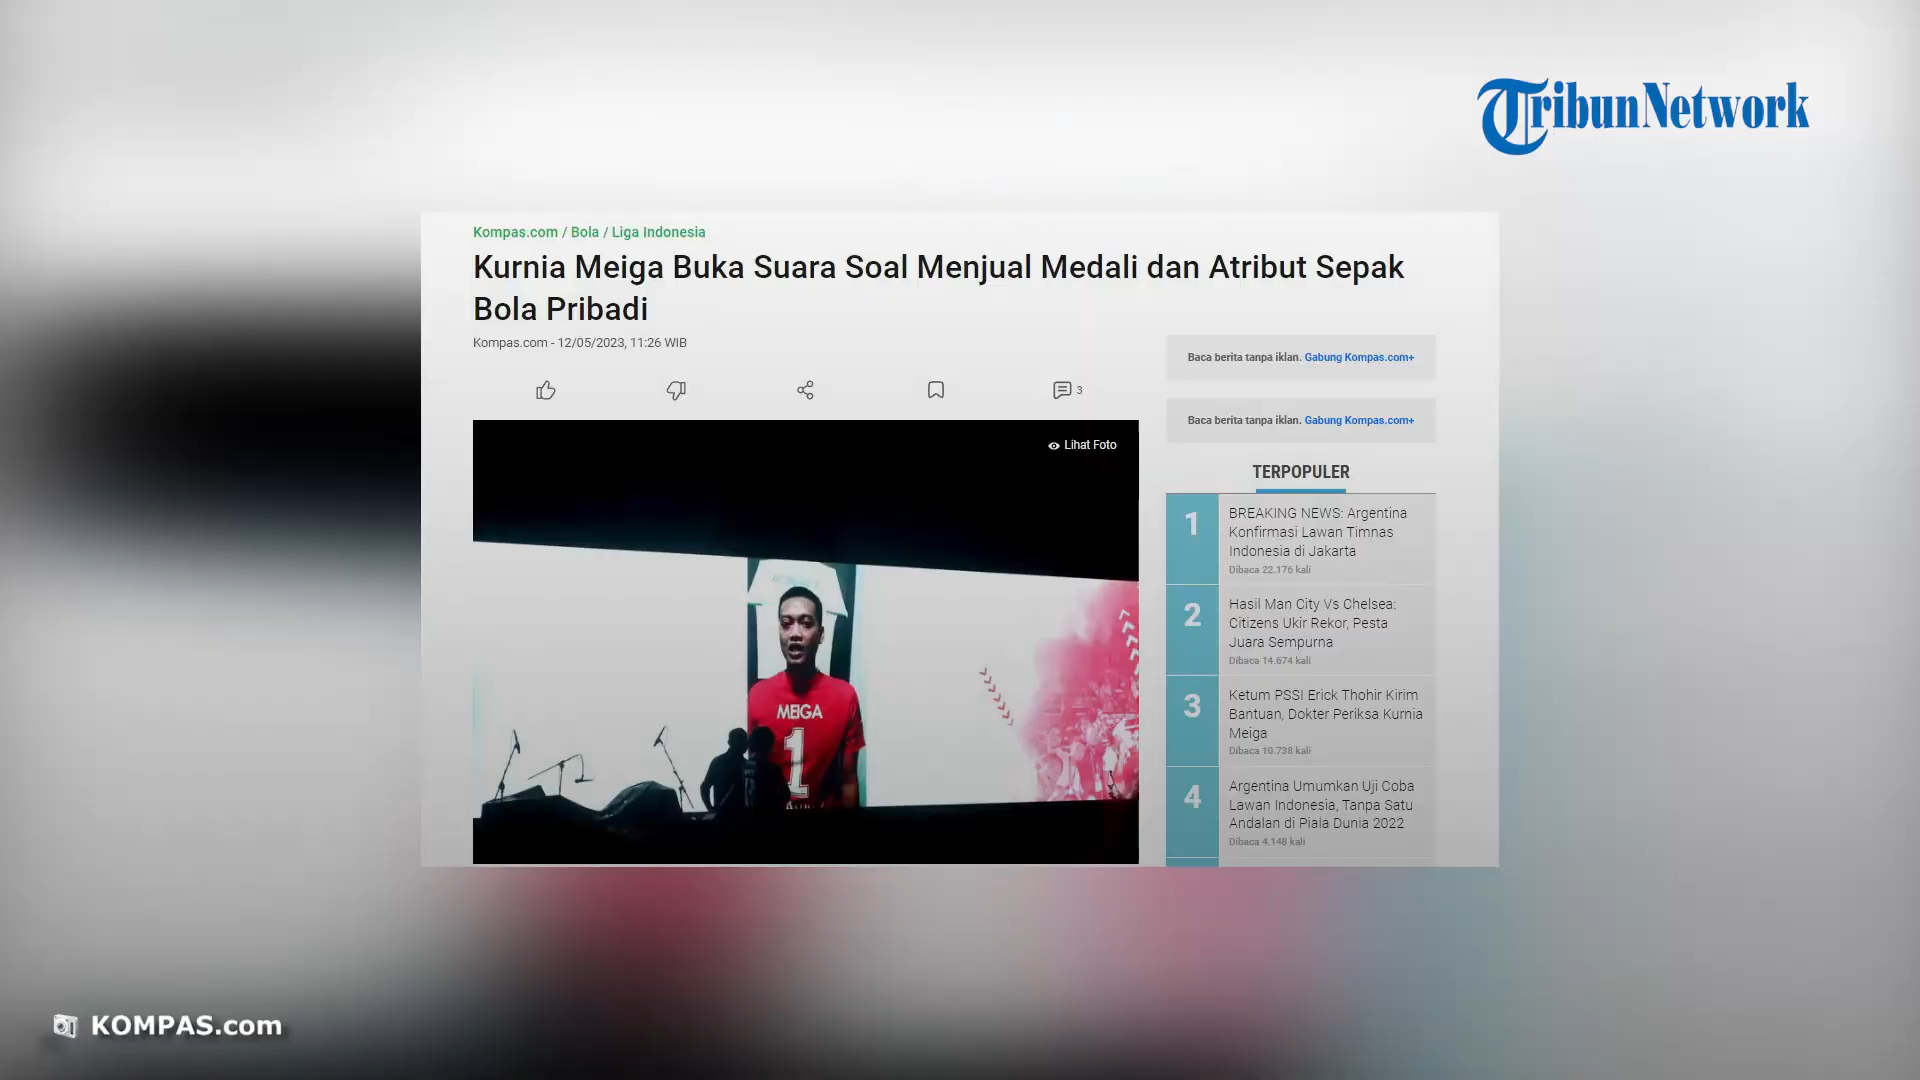 TribunNetwork
Kompas.com / Bola / Liga Indonesia
Kurnia Meiga Buka Suara Soal Menjual Medali dan Atribut Sepak
Bola Pribadi
Kompas.com - 12/05/2023, 11:26 WIB
3
Lihat Foto
MEIGA
1
Baca berita tanpa iklan. Gabung Kompas.com+
Baca berita tanpa iklan. Gabung Kompas.com+
TERPOPULER
1
BREAKING NEWS: Argentina
Konfirmasi Lawan Timnas
Indonesia di Jakarta
Dibaca 22.176 kali
2
Hasil Man City Vs Chelsea:
Citizens Ukir Rekor, Pesta
Juara Sempurna
Dibaca 14.674 kali
3
Ketum PSSI Erick Thohir Kirim
Bantuan, Dokter Periksa Kurnia
Meiga
Dibaca 10.738 kali
4
Argentina Umumkan Uji Coba
Lawan Indonesia, Tanpa Satu
Andalan di Piala Dunia 2022
Dibaca 4.148 kali
KOMPAS.com